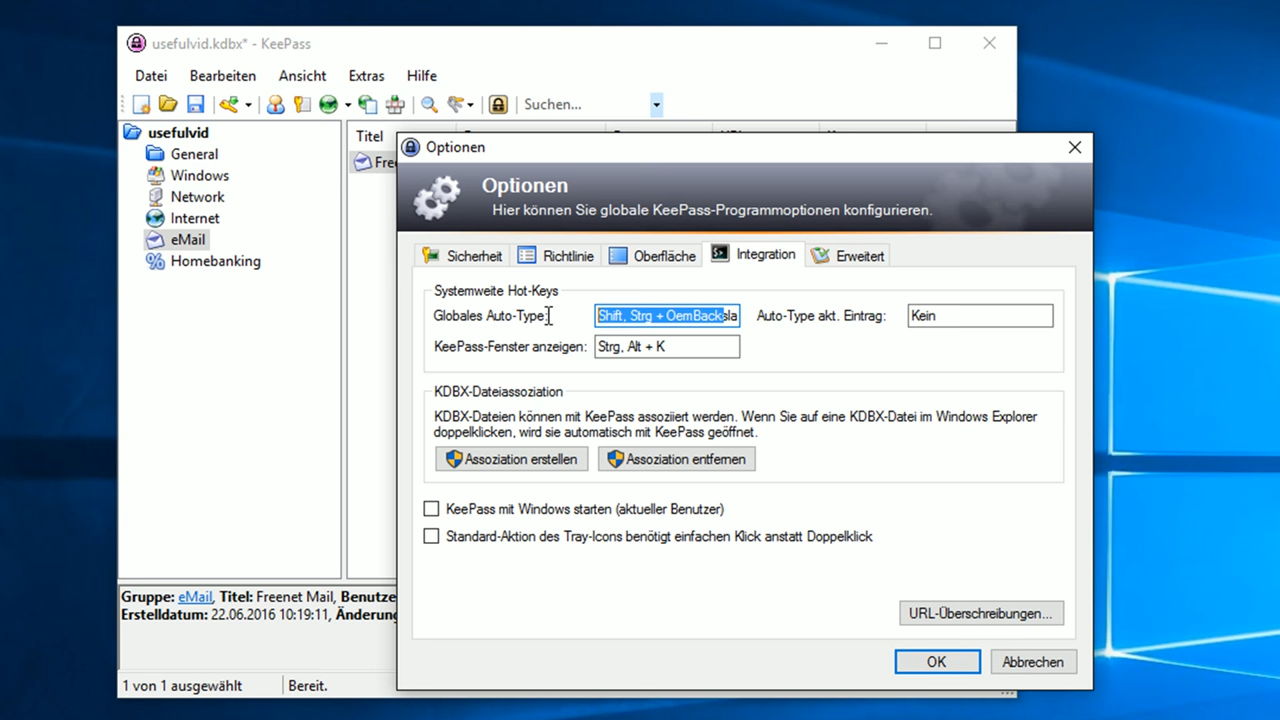 usefulvid.kdbx* - KeePass
Datei Bearbeiten Ansicht Extras Hilfe
Suchen...
usefulvid
General
Windows
Network
Internet
eMail
Homebanking
Titel
Optionen
Optionen
Hier können Sie globale KeePass-Programmoptionen konfigurieren.
Sicherheit Richtlinie Oberfläche Integration Erweitert
Systemweite Hot-Keys
Globales Auto-Type: Shift, Strg + OemBacksla Auto-Type akt. Eintrag: Kein
KeePass-Fenster anzeigen: Strg, Alt + K
KDBX-Dateiassoziation
KDBX-Dateien können mit KeePass assoziiert werden. Wenn Sie auf eine KDBX-Datei im Windows Explorer
doppelklicken, wird sie automatisch mit KeePass geöffnet.
Assoziation erstellen Assoziation entfernen
KeePass mit Windows starten (aktueller Benutzer)
Standard-Aktion des Tray-Icons benötigt einfachen Klick anstatt Doppelklick
URL-Überschreibungen...
OK Abbrechen
Gruppe: eMail, Titel: Freenet Mail, Benutze
Erstelldatum: 22.06.2016 10:19:11, Änderung
1 von 1 ausgewählt Bereit.